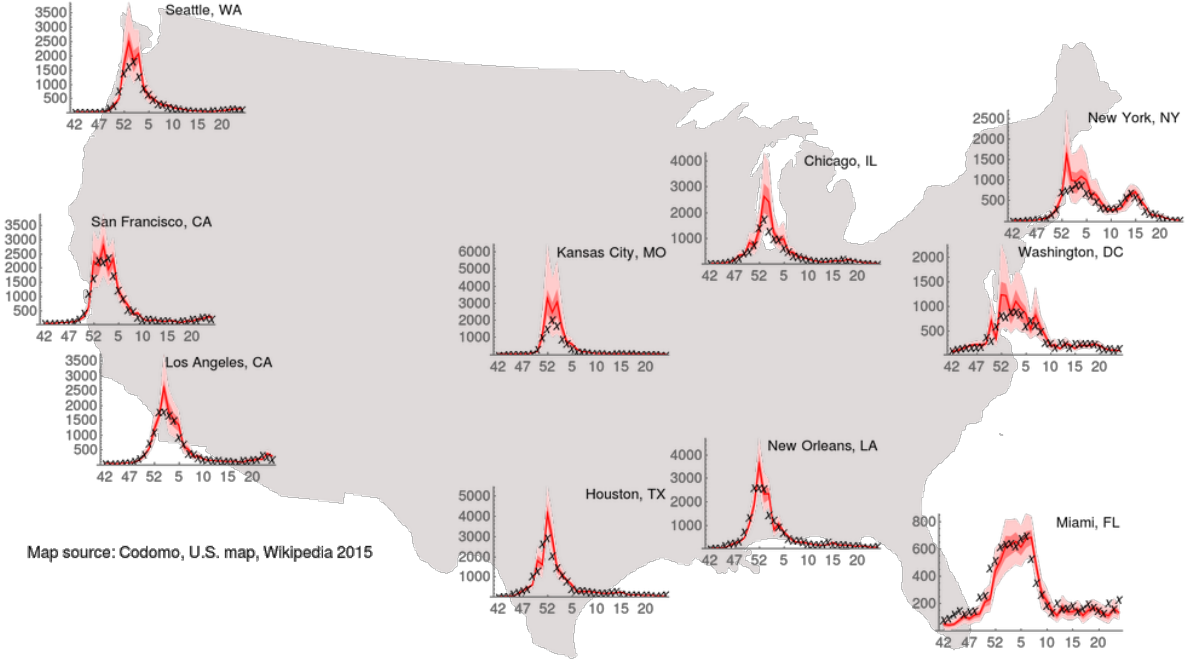 Seattle, WA
3500
3000
2500
2000
1500
1000
500
42 47 52 5 10 15 20
New York, NY
2500
2000
1500
1000
500
42 47 52 5 10 15 20
Chicago, IL
4000
3000
2000
1000
42 47 52 5 10 15 20
San Francisco, CA
3500
3000
2500
2000
1500
1000
500
42 47 52 5 10 15 20
Kansas City, MO
6000
5000
4000
3000
2000
1000
42 47 52 5 10 15 20
Washington, DC
2000
1500
1000
500
42 47 52 5 10 15 20
Los Angeles, CA
3500
3000
2500
2000
1500
1000
500
42 47 52 5 10 15 20
New Orleans, LA
4000
3000
2000
1000
42 47 52 5 10 15 20
Houston, TX
5000
4000
3000
2000
1000
42 47 52 5 10 15 20
Miami, FL
800
600
400
200
42 47 52 5 10 15 20
Map source: Codomo, U.S. map, Wikipedia 2015